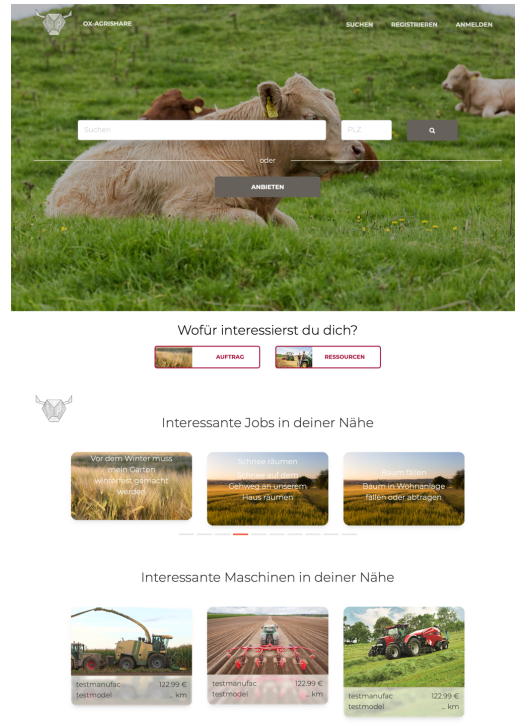 OX-AGRISHARE
SUCHEN REGISTRIEREN ANMELDEN
Suchen
PLZ
oder
ANBIETEN
Wofür interessierst du dich?
AUFTRAG
RESSOURCEN
Interessante Jobs in deiner Nähe
Vor dem Winter muss
mein Garten
winterfest gemacht
werden
Schnee räumen
Schnee auf dem
Gehweg an unserem
Haus räumen
Baum fällen
Baum in Wohnanlage
fällen oder abtragen
Interessante Maschinen in deiner Nähe
testmanufac 122.99 €
testmodel ... km
testmanufac 122.99 €
testmodel ... km
testmanufac 122.99 €
testmodel ... km